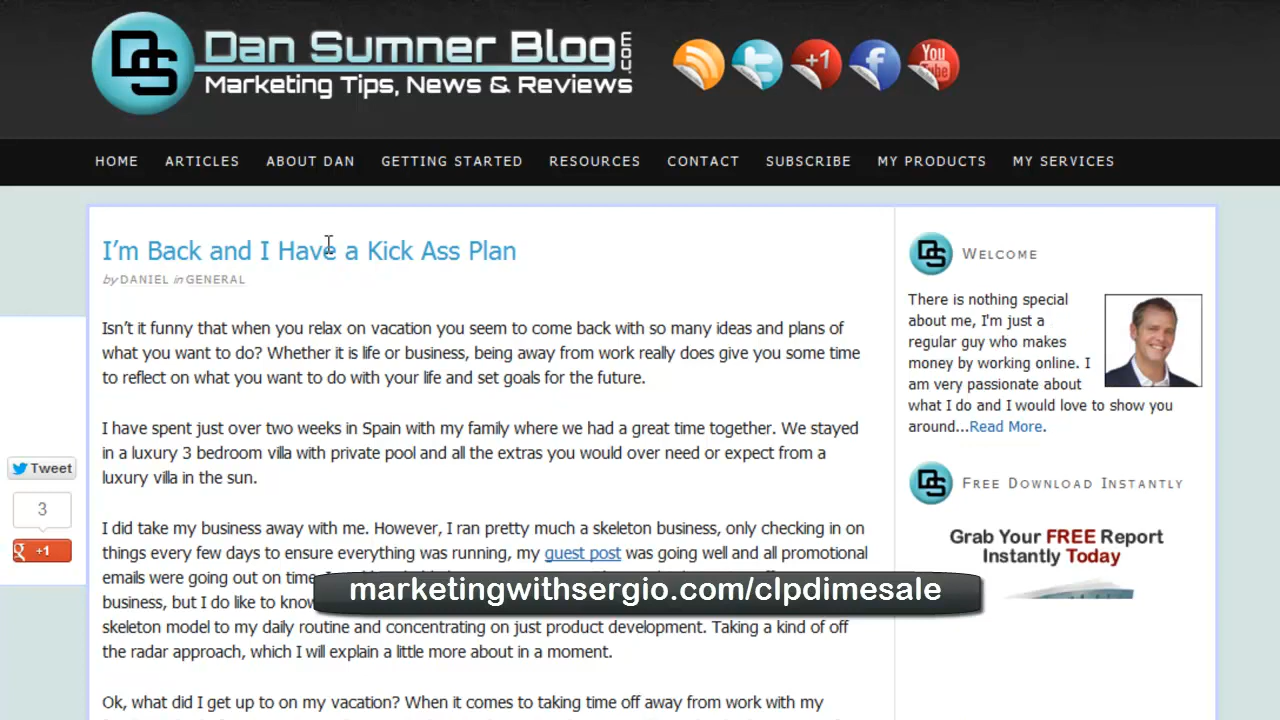 DS
Dan Sumner Blog.com
Marketing Tips, News & Reviews
+1
f
You Tube
HOME ARTICLES ABOUT DAN GETTING STARTED RESOURCES CONTACT SUBSCRIBE MY PRODUCTS MY SERVICES
I’m Back and I Have a Kick Ass Plan
by DANIEL in GENERAL
Isn’t it funny that when you relax on vacation you seem to come back with so many ideas and plans of
what you want to do? Whether it is life or business, being away from work really does give you some time
to reflect on what you want to do with your life and set goals for the future.
I have spent just over two weeks in Spain with my family where we had a great time together. We stayed
in a luxury 3 bedroom villa with private pool and all the extras you would over need or expect from a
luxury villa in the sun.
I did take my business away with me. However, I ran pretty much a skeleton business, only checking in on
things every few days to ensure everything was running, my guest post was going well and all promotional
emails were going out on time.
business, but I do like to know
skeleton model to my daily routine and concentrating on just product development. Taking a kind of off
the radar approach, which I will explain a little more about in a moment.
Ok, what did I get up to on my vacation? When it comes to taking time off away from work with my
marketingwithsergio.com/clpdimesale
Tweet
3
g +1
DS WELCOME
There is nothing special
about me, I'm just a
regular guy who makes
money by working online. I
am very passionate about
what I do and I would love to show you
around...Read More.
DS FREE DOWNLOAD INSTANTLY
Grab Your FREE Report
Instantly Today